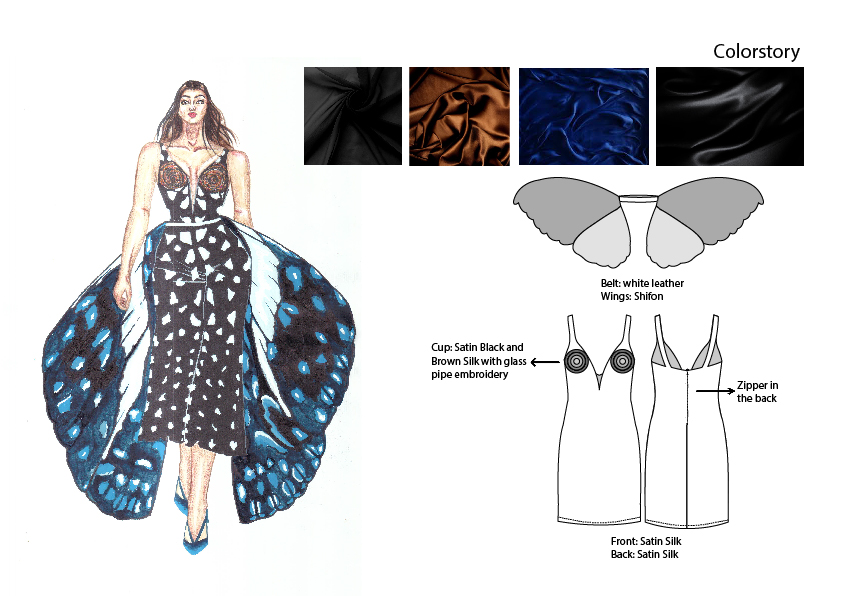 Colorstory
Belt: white leather
Wings: Shifon
Cup: Satin Black and
Brown Silk with glass
pipe embroidery
Zipper in
the back
Front: Satin Silk
Back: Satin Silk